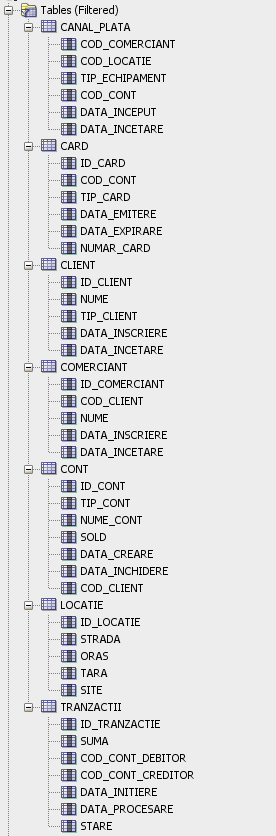 Tables (Filtered)
CANAL_PLATA
COD_COMERCIANT
COD_LOCATIE
TIP_ECHIPAMENT
COD_CONT
DATA_INCEPUT
DATA_INCETARE
CARD
ID_CARD
COD_CONT
TIP_CARD
DATA_EMITERE
DATA_EXPIRARE
NUMAR_CARD
CLIENT
ID_CLIENT
NUME
TIP_CLIENT
DATA_INSCRIERE
DATA_INCETARE
COMERCIANT
ID_COMERCIANT
COD_CLIENT
NUME
DATA_INSCRIERE
DATA_INCETARE
CONT
ID_CONT
TIP_CONT
NUME_CONT
SOLD
DATA_CREARE
DATA_INCHIDERE
COD_CLIENT
LOCATIE
ID_LOCATIE
STRADA
ORAS
TARA
SITE
TRANZACTII
ID_TRANZACTIE
SUMA
COD_CONT_DEBITOR
COD_CONT_CREDITOR
DATA_INITIERE
DATA_PROCESARE
STARE